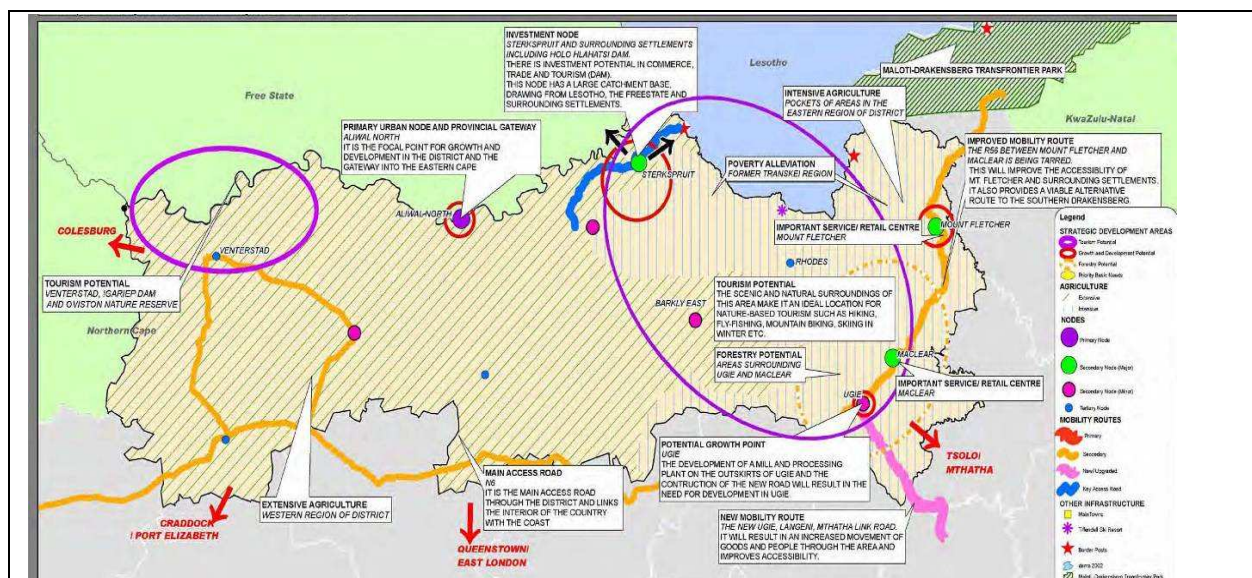 INVESTMENT NODE
STERKSPRUIT AND SURROUNDING SETTLEMENTS
INCLUDING HOLO HLAHATSI DAM.
THERE IS INVESTMENT POTENTIAL IN COMMERCE,
TRADE AND TOURISM (DAM).
THIS NODE HAS A LARGE CATCHMENT BASE,
DRAWING FROM LESOTHO, THE FREESTATE AND
SURROUNDING SETTLEMENTS.
Lesotho
MALOTI-DRAKENSBERG TRANSFRONTIER PARK
Free State
INTENSIVE AGRICULTURE
POCKETS OF AREAS IN THE
EASTERN REGION OF DISTRICT
KwaZulu-Natal
PRIMARY URBAN NODE AND PROVINCIAL GATEWAY
ALIWAL NORTH
IT IS THE FOCAL POINT FOR GROWTH AND
DEVELOPMENT IN THE DISTRICT AND THE
GATEWAY INTO THE EASTERN CAPE
IMPROVED MOBILITY ROUTE
THE R56 BETWEEN MOUNT FLETCHER AND
MACLEAR IS BEING TARRED.
THIS WILL IMPROVE THE ACCESSIBILITY OF
MT. FLETCHER AND SURROUNDING SETTLEMENTS.
IT ALSO PROVIDES A VIABLE ALTERNATIVE
ROUTE TO THE SOUTHERN DRAKENSBERG.
POVERTY ALLEVIATION
FORMER TRANSKEI REGION
STERKSPRUIT
ALIWAL-NORTH
IMPORTANT SERVICE/ RETAIL CENTRE
MOUNT FLETCHER
MOUNT FLETCHER
COLESBURG
VENTERSTAD
RHODES
TOURISM POTENTIAL
VENTERSTAD, !GARIEP DAM
AND OVISTON NATURE RESERVE
TOURISM POTENTIAL
THE SCENIC AND NATURAL SURROUNDINGS OF
THIS AREA MAKE IT AN IDEAL LOCATION FOR
NATURE-BASED TOURISM SUCH AS HIKING,
FLY-FISHING, MOUNTAIN BIKING, SKIING IN
WINTER ETC.
BARKLY EAST
Northern Cape
FORESTRY POTENTIAL
AREAS SURROUNDING
UGIE AND MACLEAR
MACLEAR
IMPORTANT SERVICE/ RETAIL CENTRE
MACLEAR
UGIE
POTENTIAL GROWTH POINT
UGIE
THE DEVELOPMENT OF A MILL AND PROCESSING
PLANT ON THE OUTSKIRTS OF UGIE AND THE
CONTRUCTION OF THE NEW ROAD WILL RESULT IN THE
NEED FOR DEVELOPMENT IN UGIE
TSOLO/
MTHATHA
MAIN ACCESS ROAD
N6
IT IS THE MAIN ACCESS ROAD
THROUGH THE DISTRICT AND LINKS
THE INTERIOR OF THE COUNTRY
WITH THE COAST
EXTENSIVE AGRICULTURE
WESTERN REGION OF DISTRICT
NEW MOBILITY ROUTE
THE NEW UGIE, LANGENI, MTHATHA LINK ROAD.
IT WILL RESULT IN AN INCREASED MOVEMENT OF
GOODS AND PEOPLE THROUGH THE AREA AND
IMPROVES ACCESSIBILITY.
CRADDOCK
/ PORT ELIZABETH
QUEENSTOWN/
EAST LONDON
Legend
STRATEGIC DEVELOPMENT AREAS
Tourism Potential
Growth and Development Potential
Forestry Potential
Priority Basic Needs
AGRICULTURE
Extensive
Intensive
NODES
Primary Node
Secondary Node (Major)
Secondary Node (Minor)
Tertiary Node
MOBILITY ROUTES
Primary
Secondary
New/Upgraded
Key Access Road
OTHER INFRASTRUCTURE
Main Towns
Tiffendell Ski Resort
Border Posts
dams 2002